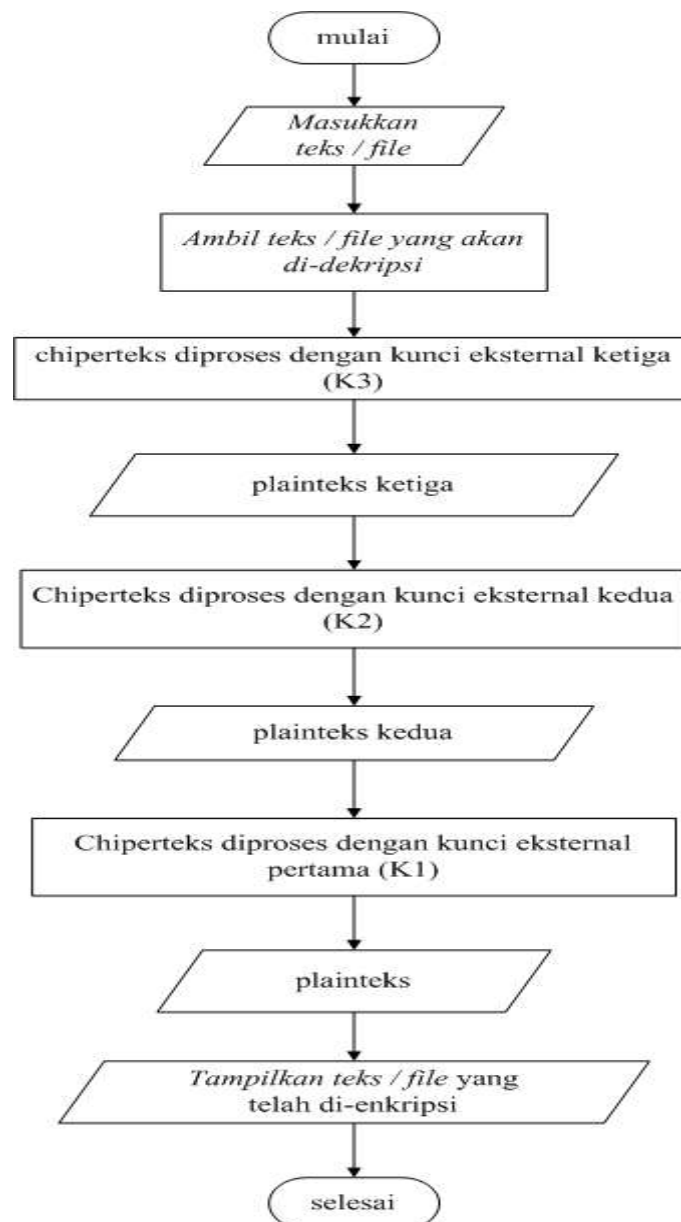 mulai
Masukkan
teks / file
Ambil teks / file yang akan
di-dekripsi
chiperteks diproses dengan kunci eksternal ketiga
(K3)
plainteks ketiga
Chiperteks diproses dengan kunci eksternal kedua
(K2)
plainteks kedua
Chiperteks diproses dengan kunci eksternal
pertama (K1)
plainteks
Tampilkan teks / file yang
telah di-enkripsi
selesai